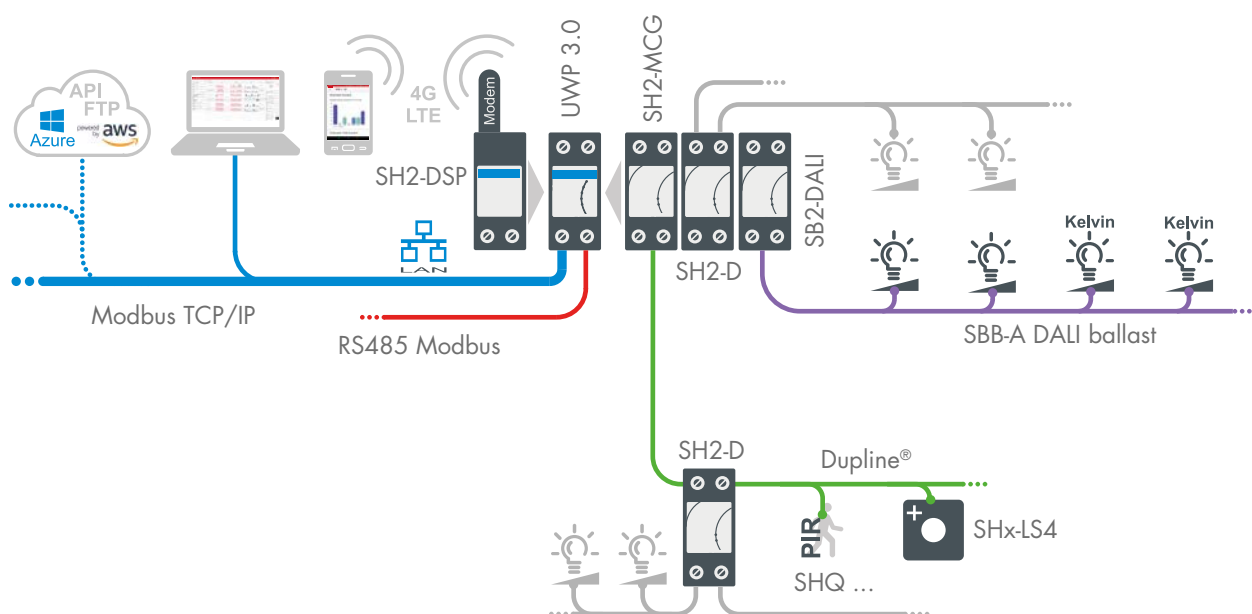 API
FTP
Azure
powered by aws
4G
LTE
Modem
UWP 3.0
SH2-MCG
SH2-DSP
SB2-DALI
SH2-D
LAN
Kelvin
Kelvin
Modbus TCP/IP
RS485 Modbus
SBB-A DALI ballast
SH2-D
Dupline®
PIR
SHQ ...
SHx-LS4